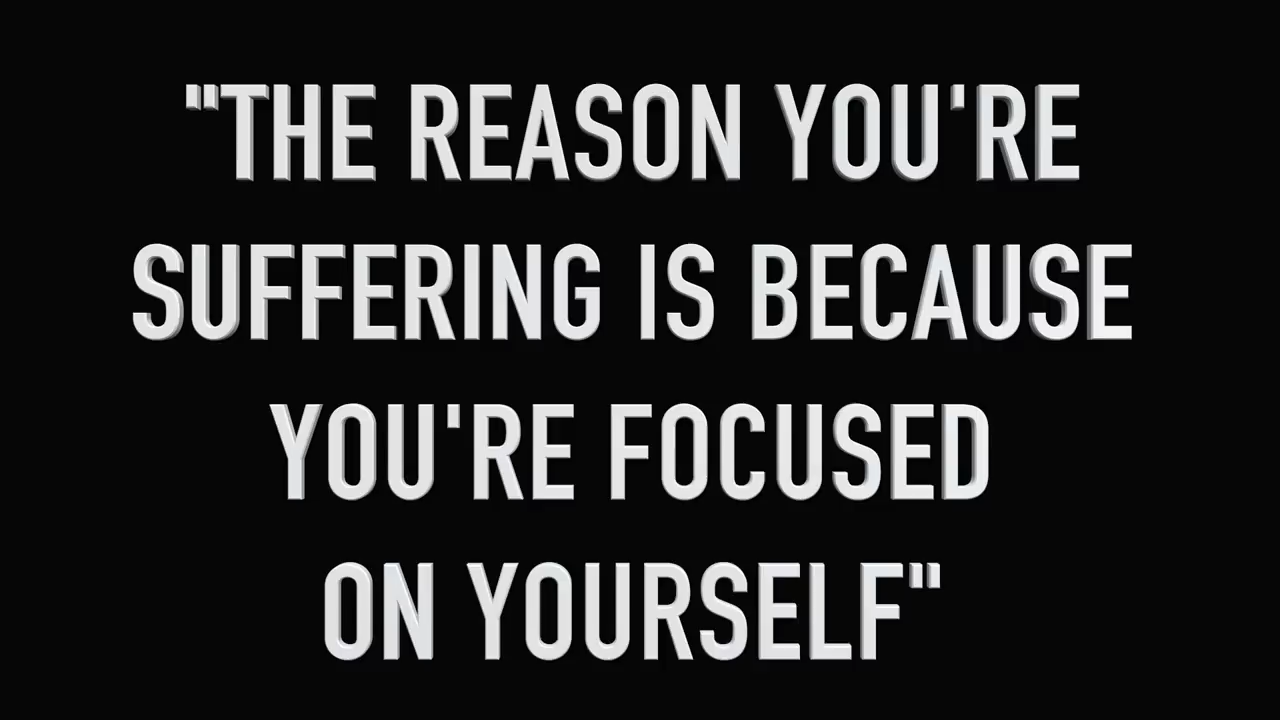 "THE REASON YOU'RE
SUFFERING IS BECAUSE
YOU'RE FOCUSED
ON YOURSELF"